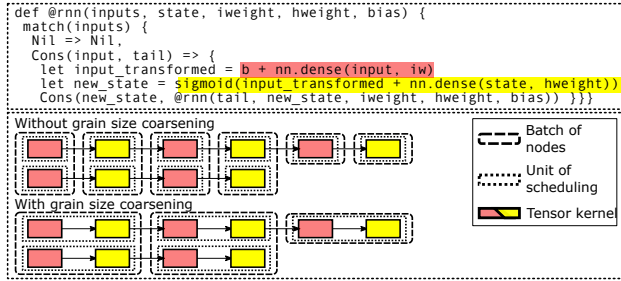 def @rnn(inputs, state, iweight, hweight, bias) {
match(inputs) {
Nil => Nil,
Cons(input, tail) => {
let input_transformed = b + nn.dense(input, iw)
let new_state = sigmoid(input_transformed + nn.dense(state, hweight))
Cons(new_state, @rnn(tail, new_state, iweight, hweight, bias)) }}}
Without grain size coarsening
With grain size coarsening
Batch of
nodes
Unit of
scheduling
Tensor kernel